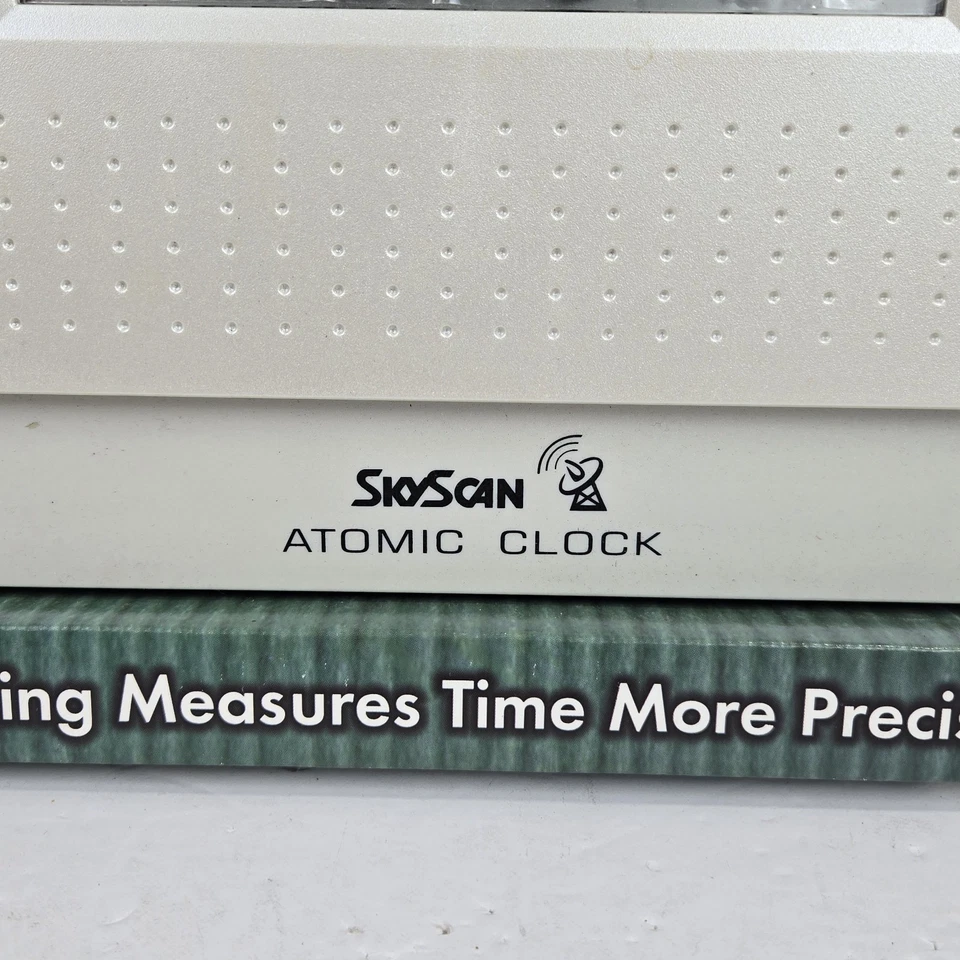 SKYSCAN
ATOMIC CLOCK
ing Measures Time More Precis